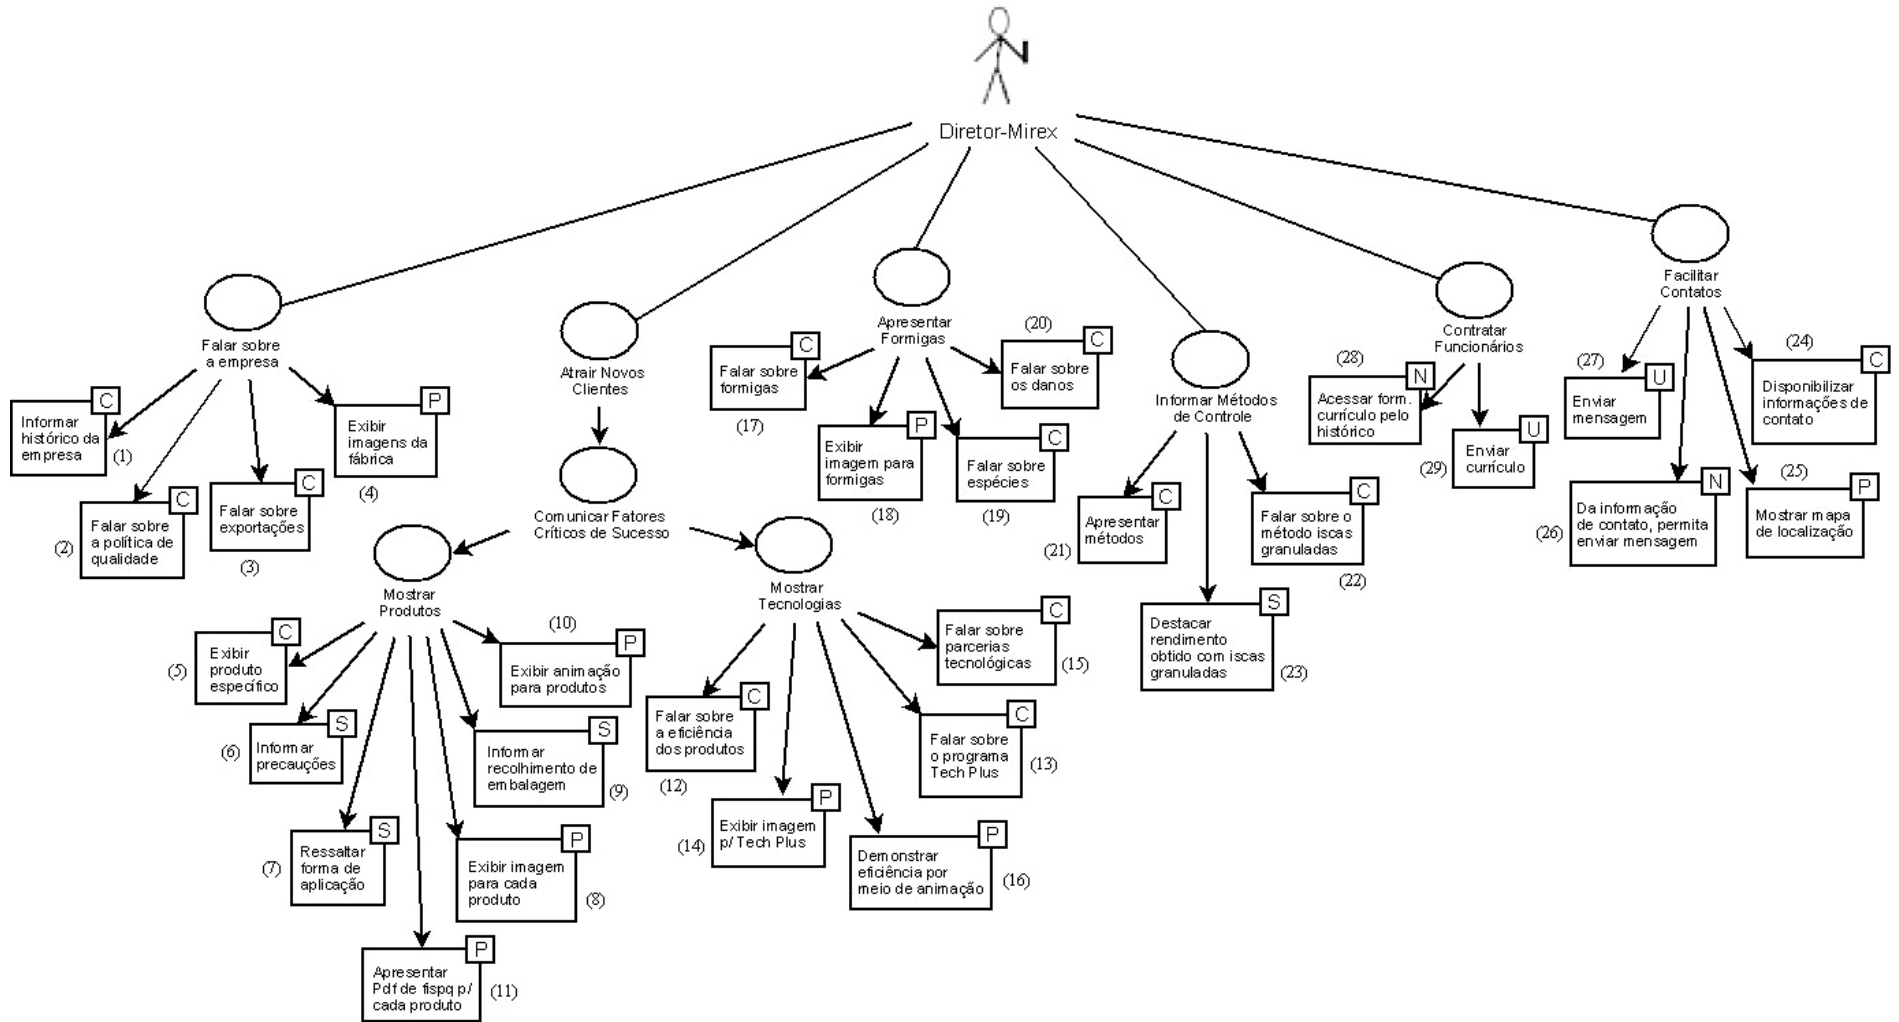 Diretor-Mirex
Falar sobre
a empresa
C
Informar
histórico da
empresa
(1)
C
Falar sobre
a política de
qualidade
(2)
C
Falar sobre
exportações
(3)
P
Exibir
imagens da
fábrica
(4)
Atrair Novos
Clientes
Comunicar Fatores
Críticos de Sucesso
Mostrar
Produtos
C
Exibir
produto
específico
(5)
S
Informar
precauções
(6)
S
Ressaltar
forma de
aplicação
(7)
P
Apresentar
Pdf de fispq p/
cada produto
(11)
P
Exibir imagem
para cada
produto
(8)
S
Informar
recolhimento de
embalagem
(9)
(10)
P
Exibir animação
para produtos
Mostrar
Tecnologias
C
Falar sobre
a eficiência
dos produtos
(12)
P
Exibir imagem
p/ Tech Plus
(14)
P
Demonstrar
eficiência por
meio de animação
(16)
C
Falar sobre
o programa
Tech Plus
(13)
C
Falar sobre
parcerias
tecnológicas
(15)
Apresentar
Formigas
C
Falar sobre
formigas
(17)
P
Exibir
imagem para
formigas
(18)
C
Falar sobre
espécies
(19)
(20)
C
Falar sobre
os danos
Informar Métodos
de Controle
C
Apresentar
métodos
(21)
S
Destacar
rendimento
obtido com iscas
granuladas
(23)
C
Falar sobre o
método iscas
granuladas
(22)
Contratar
Funcionários
(28)
N
Acessar form.
currículo pelo
histórico
U
Enviar
currículo
(29)
Facilitar
Contatos
(27)
U
Enviar
mensagem
N
Da informação
de contato, permita
enviar mensagem
(26)
(25)
P
Mostrar mapa
de localização
(24)
C
Disponibilizar
informações de
contato